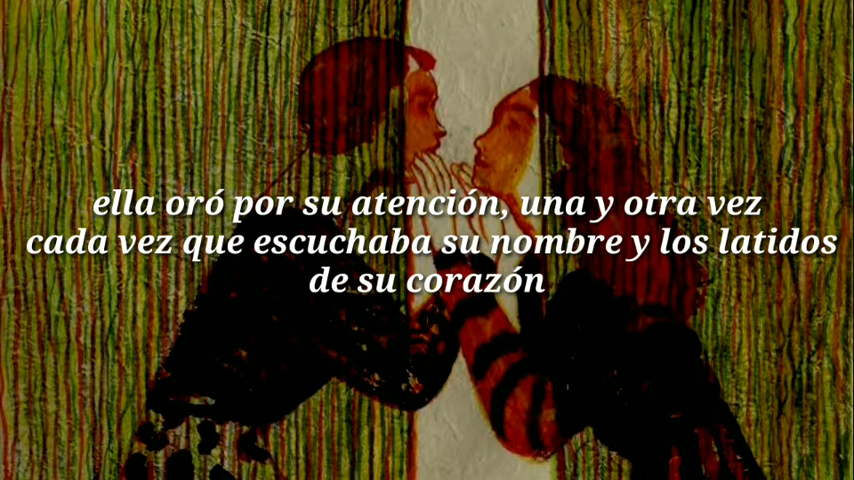 ella oró por su atención, una y otra vez
cada vez que escuchaba su nombre y los latidos
de su corazón